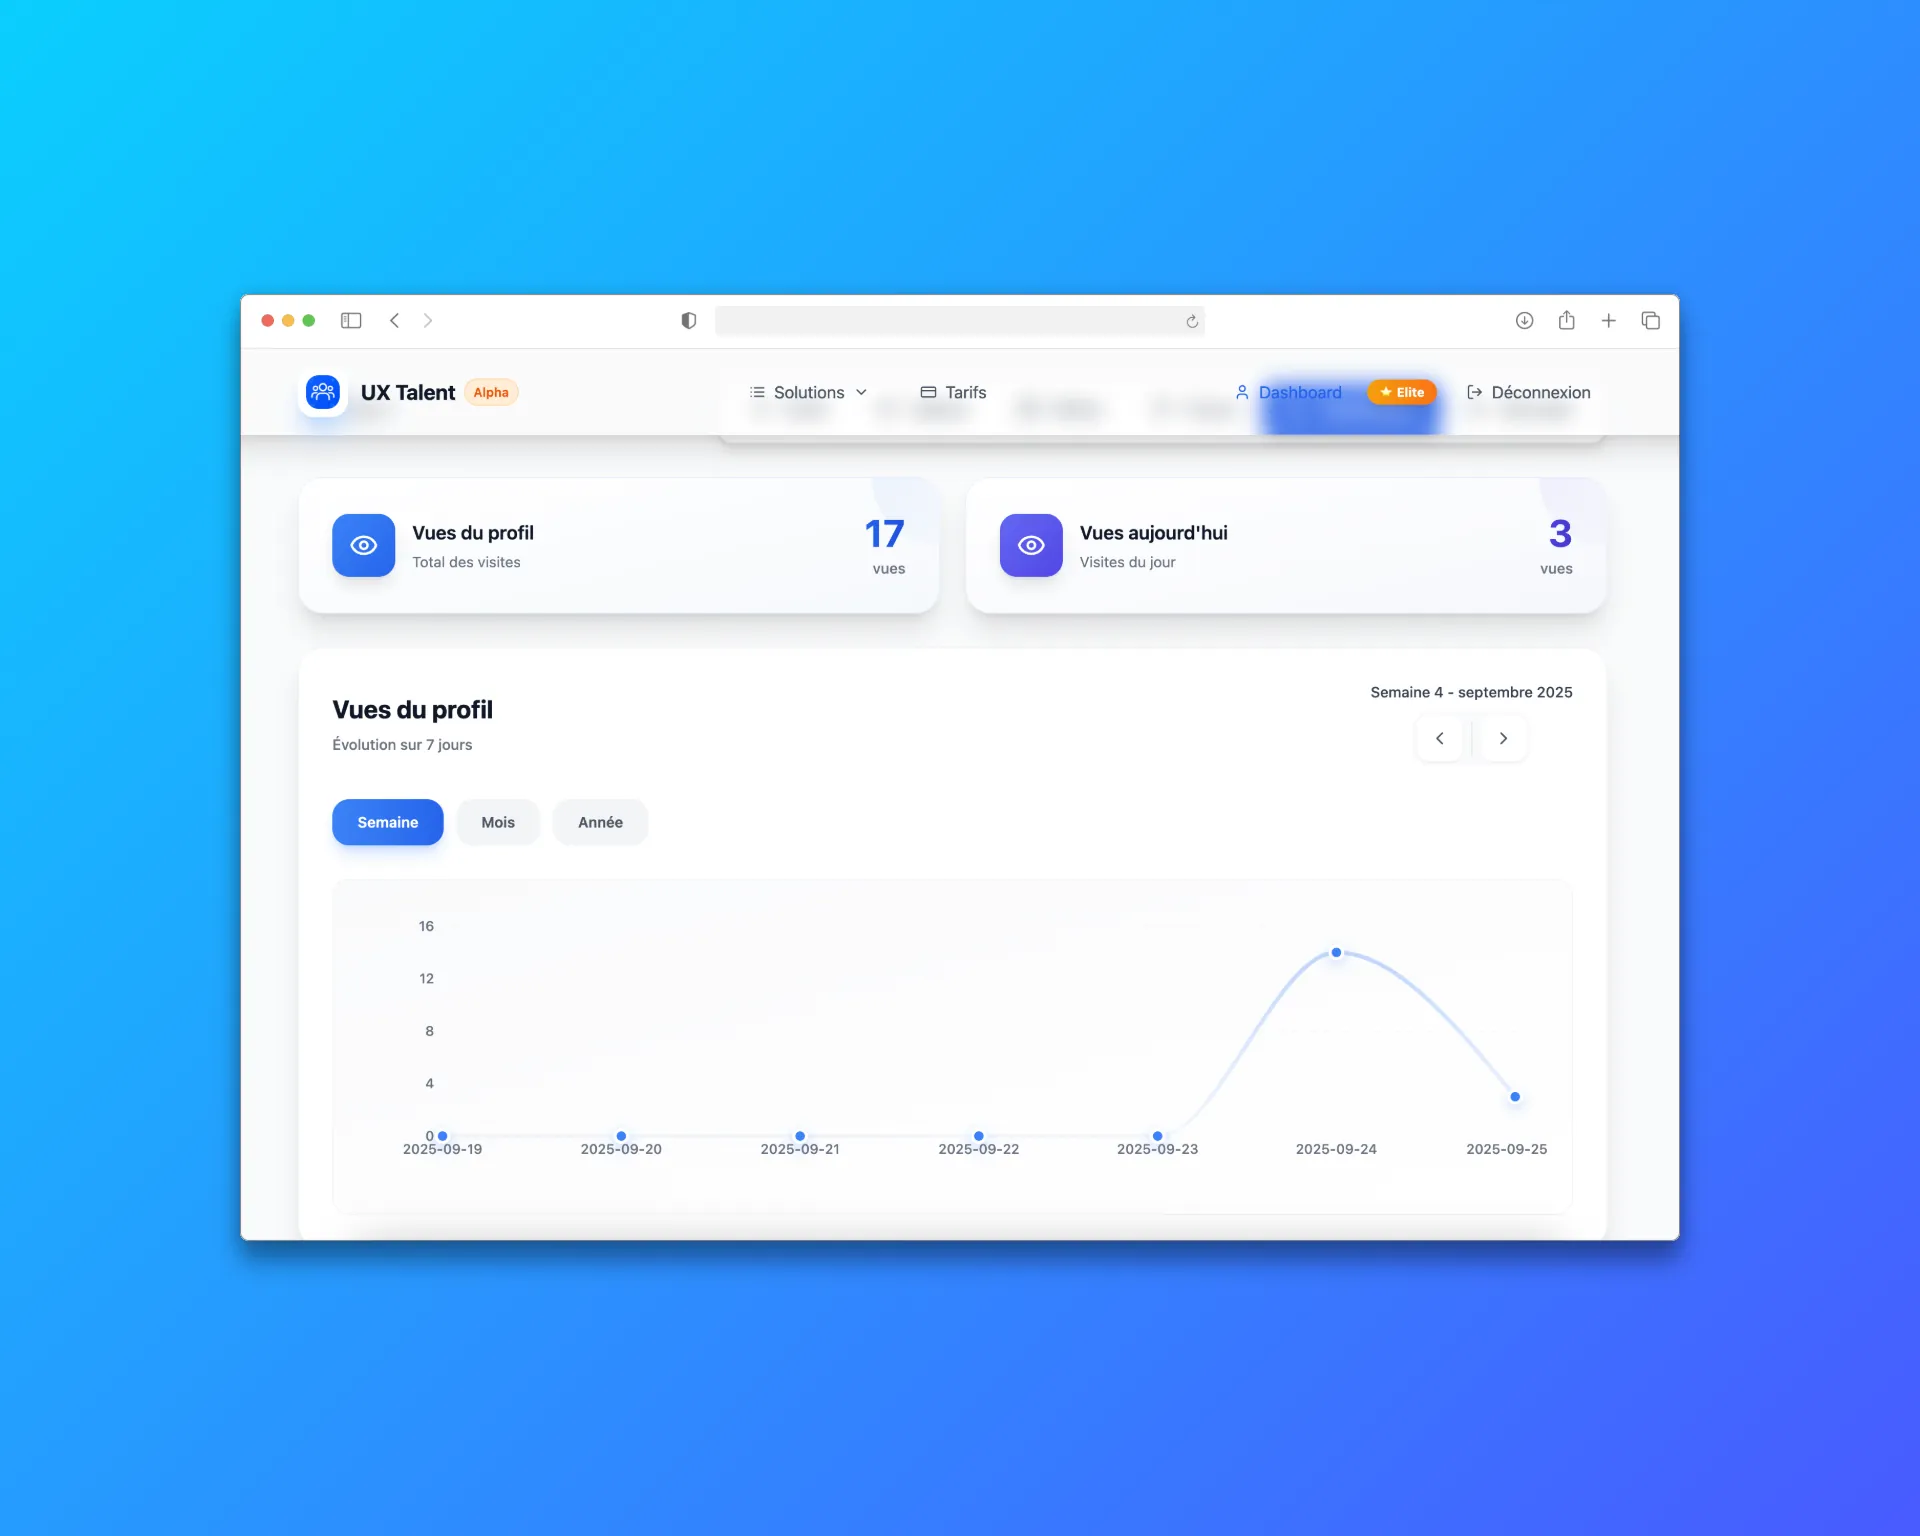 UX Talent Alpha Solutions Tarifs Dashboard Elite Déconnexion
Vues du profil
Total des visites
17
vues
Vues aujourd'hui
Visites du jour
3
vues
Vues du profil
Évolution sur 7 jours
Semaine 4 - septembre 2025
Semaine Mois Année
16
12
8
4
0
2025-09-19 2025-09-20 2025-09-21 2025-09-22 2025-09-23 2025-09-24 2025-09-25